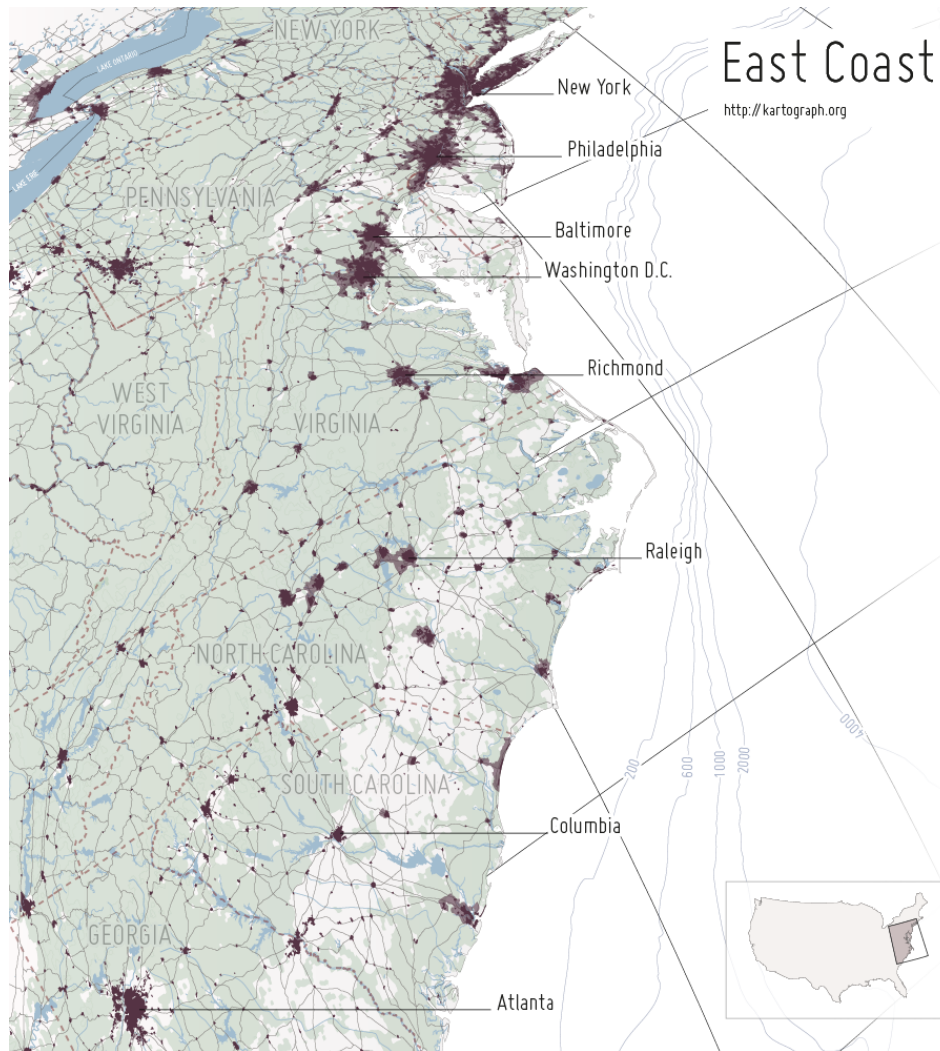 NEW YORK
East Coast
LAKE ONTARIO
New York
http://kartograph.org
Philadelphia
LAKE ERIE
PENNSYLVANIA
Baltimore
Washington D.C.
Richmond
WEST
VIRGINIA
VIRGINIA
Raleigh
NORTH CAROLINA
4000
200
600
1000
2000
SOUTH CAROLINA
Columbia
GEORGIA
Atlanta